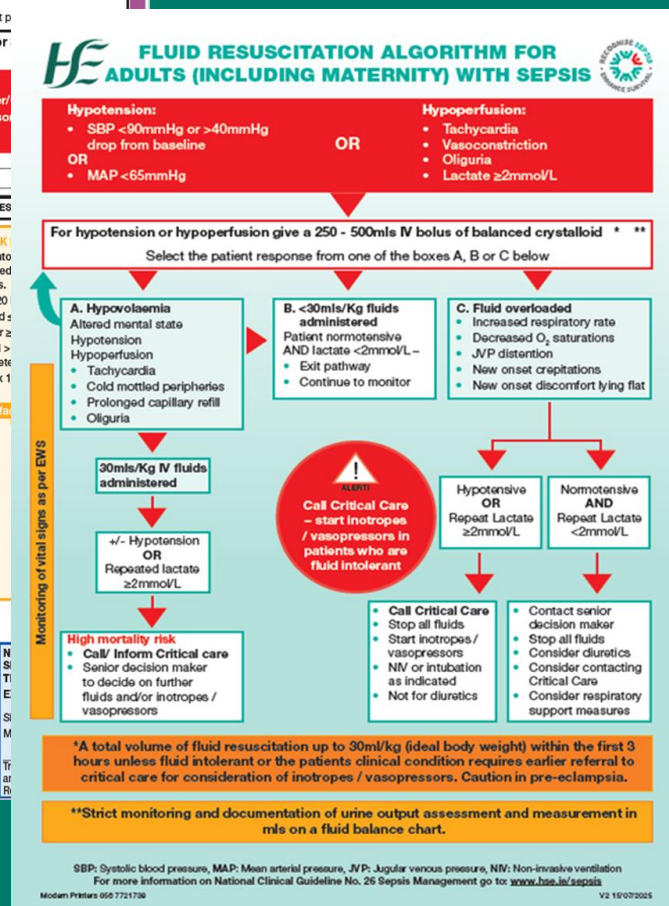 HE
FLUID RESUSCITATION ALGORITHM FOR
ADULTS (INCLUDING MATERNITY) WITH SEPSIS
RECOGNISE SEPSIS
ENHANCE SURVIVAL
Hypotension:
• SBP <90mmHg or >40mmHg
drop from baseline
OR
• MAP <65mmHg
OR
Hypoperfusion:
• Tachycardia
• Vasoconstriction
• Oliguria
• Lactate ≥2mmol/L
For hypotension or hypoperfusion give a 250 - 500mls IV bolus of balanced crystalloid * **
Select the patient response from one of the boxes A, B or C below
A. Hypovolaemia
Altered mental state
Hypotension
Hypoperfusion
• Tachycardia
• Cold mottled peripheries
• Prolonged capillary refill
• Oliguria
B. <30mls/Kg fluids
administered
Patient normotensive
AND lactate <2mmol/L –
• Exit pathway
• Continue to monitor
C. Fluid overloaded
• Increased respiratory rate
• Decreased O₂ saturations
• JVP distention
• New onset crepitations
• New onset discomfort lying flat
Monitoring of vital signs as per EWS
30mls/Kg IV fluids
administered
+/- Hypotension
OR
Repeated lactate
≥2mmol/L
High mortality risk
• Call/ Inform Critical care
• Senior decision maker
to decide on further
fluids and/or inotropes /
vasopressors
!
ALERT!
Call Critical Care
– start inotropes
/ vasopressors in
patients who are
fluid intolerant
Hypotensive
OR
Repeat Lactate
≥2mmol/L
Normotensive
AND
Repeat Lactate
<2mmol/L
• Call Critical Care
• Stop all fluids
• Start inotropes /
vasopressors
• NIV or intubation
as indicated
• Not for diuretics
• Contact senior
decision maker
• Stop all fluids
• Consider diuretics
• Consider contacting
Critical Care
• Consider respiratory
support measures
*A total volume of fluid resuscitation up to 30ml/kg (ideal body weight) within the first 3
hours unless fluid intolerant or the patients clinical condition requires earlier referral to
critical care for consideration of inotropes / vasopressors. Caution in pre-eclampsia.
**Strict monitoring and documentation of urine output assessment and measurement in
mls on a fluid balance chart.
SBP: Systolic blood pressure, MAP: Mean arterial pressure, JVP: Jugular venous pressure, NIV: Non-invasive ventilation
For more information on National Clinical Guideline No. 26 Sepsis Management go to: www.hse.ie/sepsis
Modern Printers 056 7721739
V2 15/07/2025